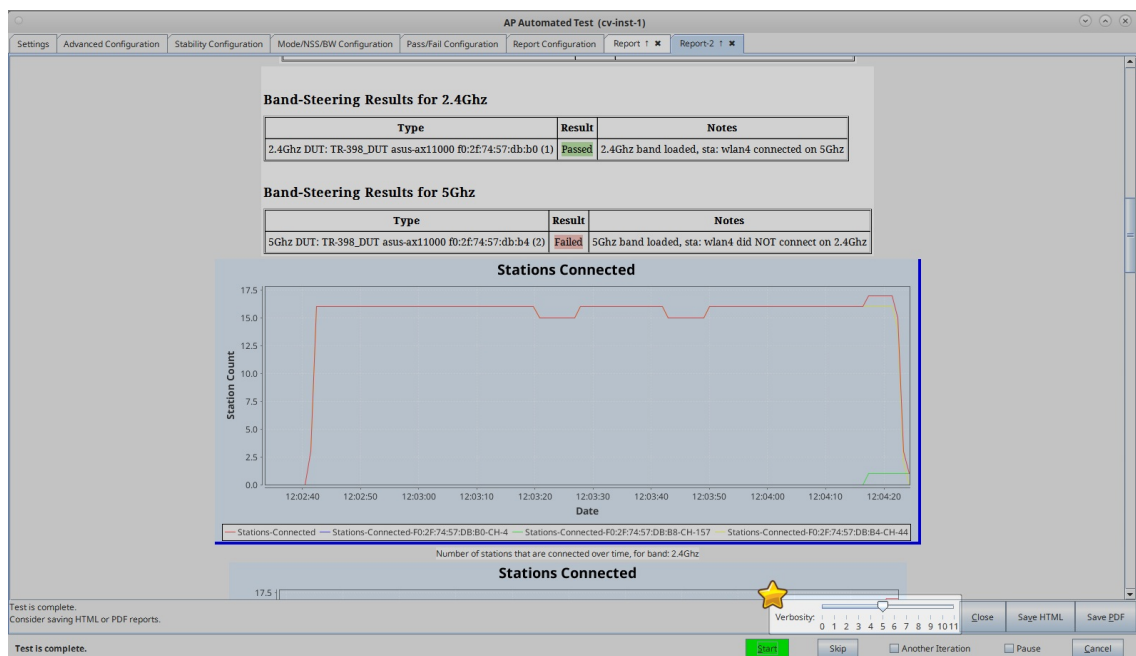 AP Automated Test (cv-inst-1)
Settings Advanced Configuration Stability Configuration Mode/NSS/BW Configuration Pass/Fail Configuration Report Configuration Report ↑ ✖ Report-2 ↑ ✖
Band-Steering Results for 2.4Ghz
Type Result Notes
2.4Ghz DUT: TR-398_DUT asus-ax11000 f0:2f:74:57:db:b0 (1) Passed 2.4Ghz band loaded, sta: wlan4 connected on 5Ghz
Band-Steering Results for 5Ghz
Type Result Notes
5Ghz DUT: TR-398_DUT asus-ax11000 f0:2f:74:57:db:b4 (2) Failed 5Ghz band loaded, sta: wlan4 did NOT connect on 2.4Ghz
Stations Connected
17.5
15.0
12.5
10.0
7.5
5.0
2.5
0.0
Station Count
12:02:40 12:02:50 12:03:00 12:03:10 12:03:20 12:03:30 12:03:40 12:03:50 12:04:00 12:04:10 12:04:20
Date
Stations-Connected Stations-Connected-F0:2F:74:57:DB:B0-CH-4 Stations-Connected-F0:2F:74:57:DB:B8-CH-157 Stations-Connected-F0:2F:74:57:DB:B4-CH-44
Number of stations that are connected over time, for band: 2.4Ghz
Stations Connected
17.5
Test is complete.
Consider saving HTML or PDF reports.
Verbosity: 0 1 2 3 4 5 6 7 8 9 10 11 Close Save HTML Save PDF
Test is complete. Start Skip Another Iteration Pause Cancel